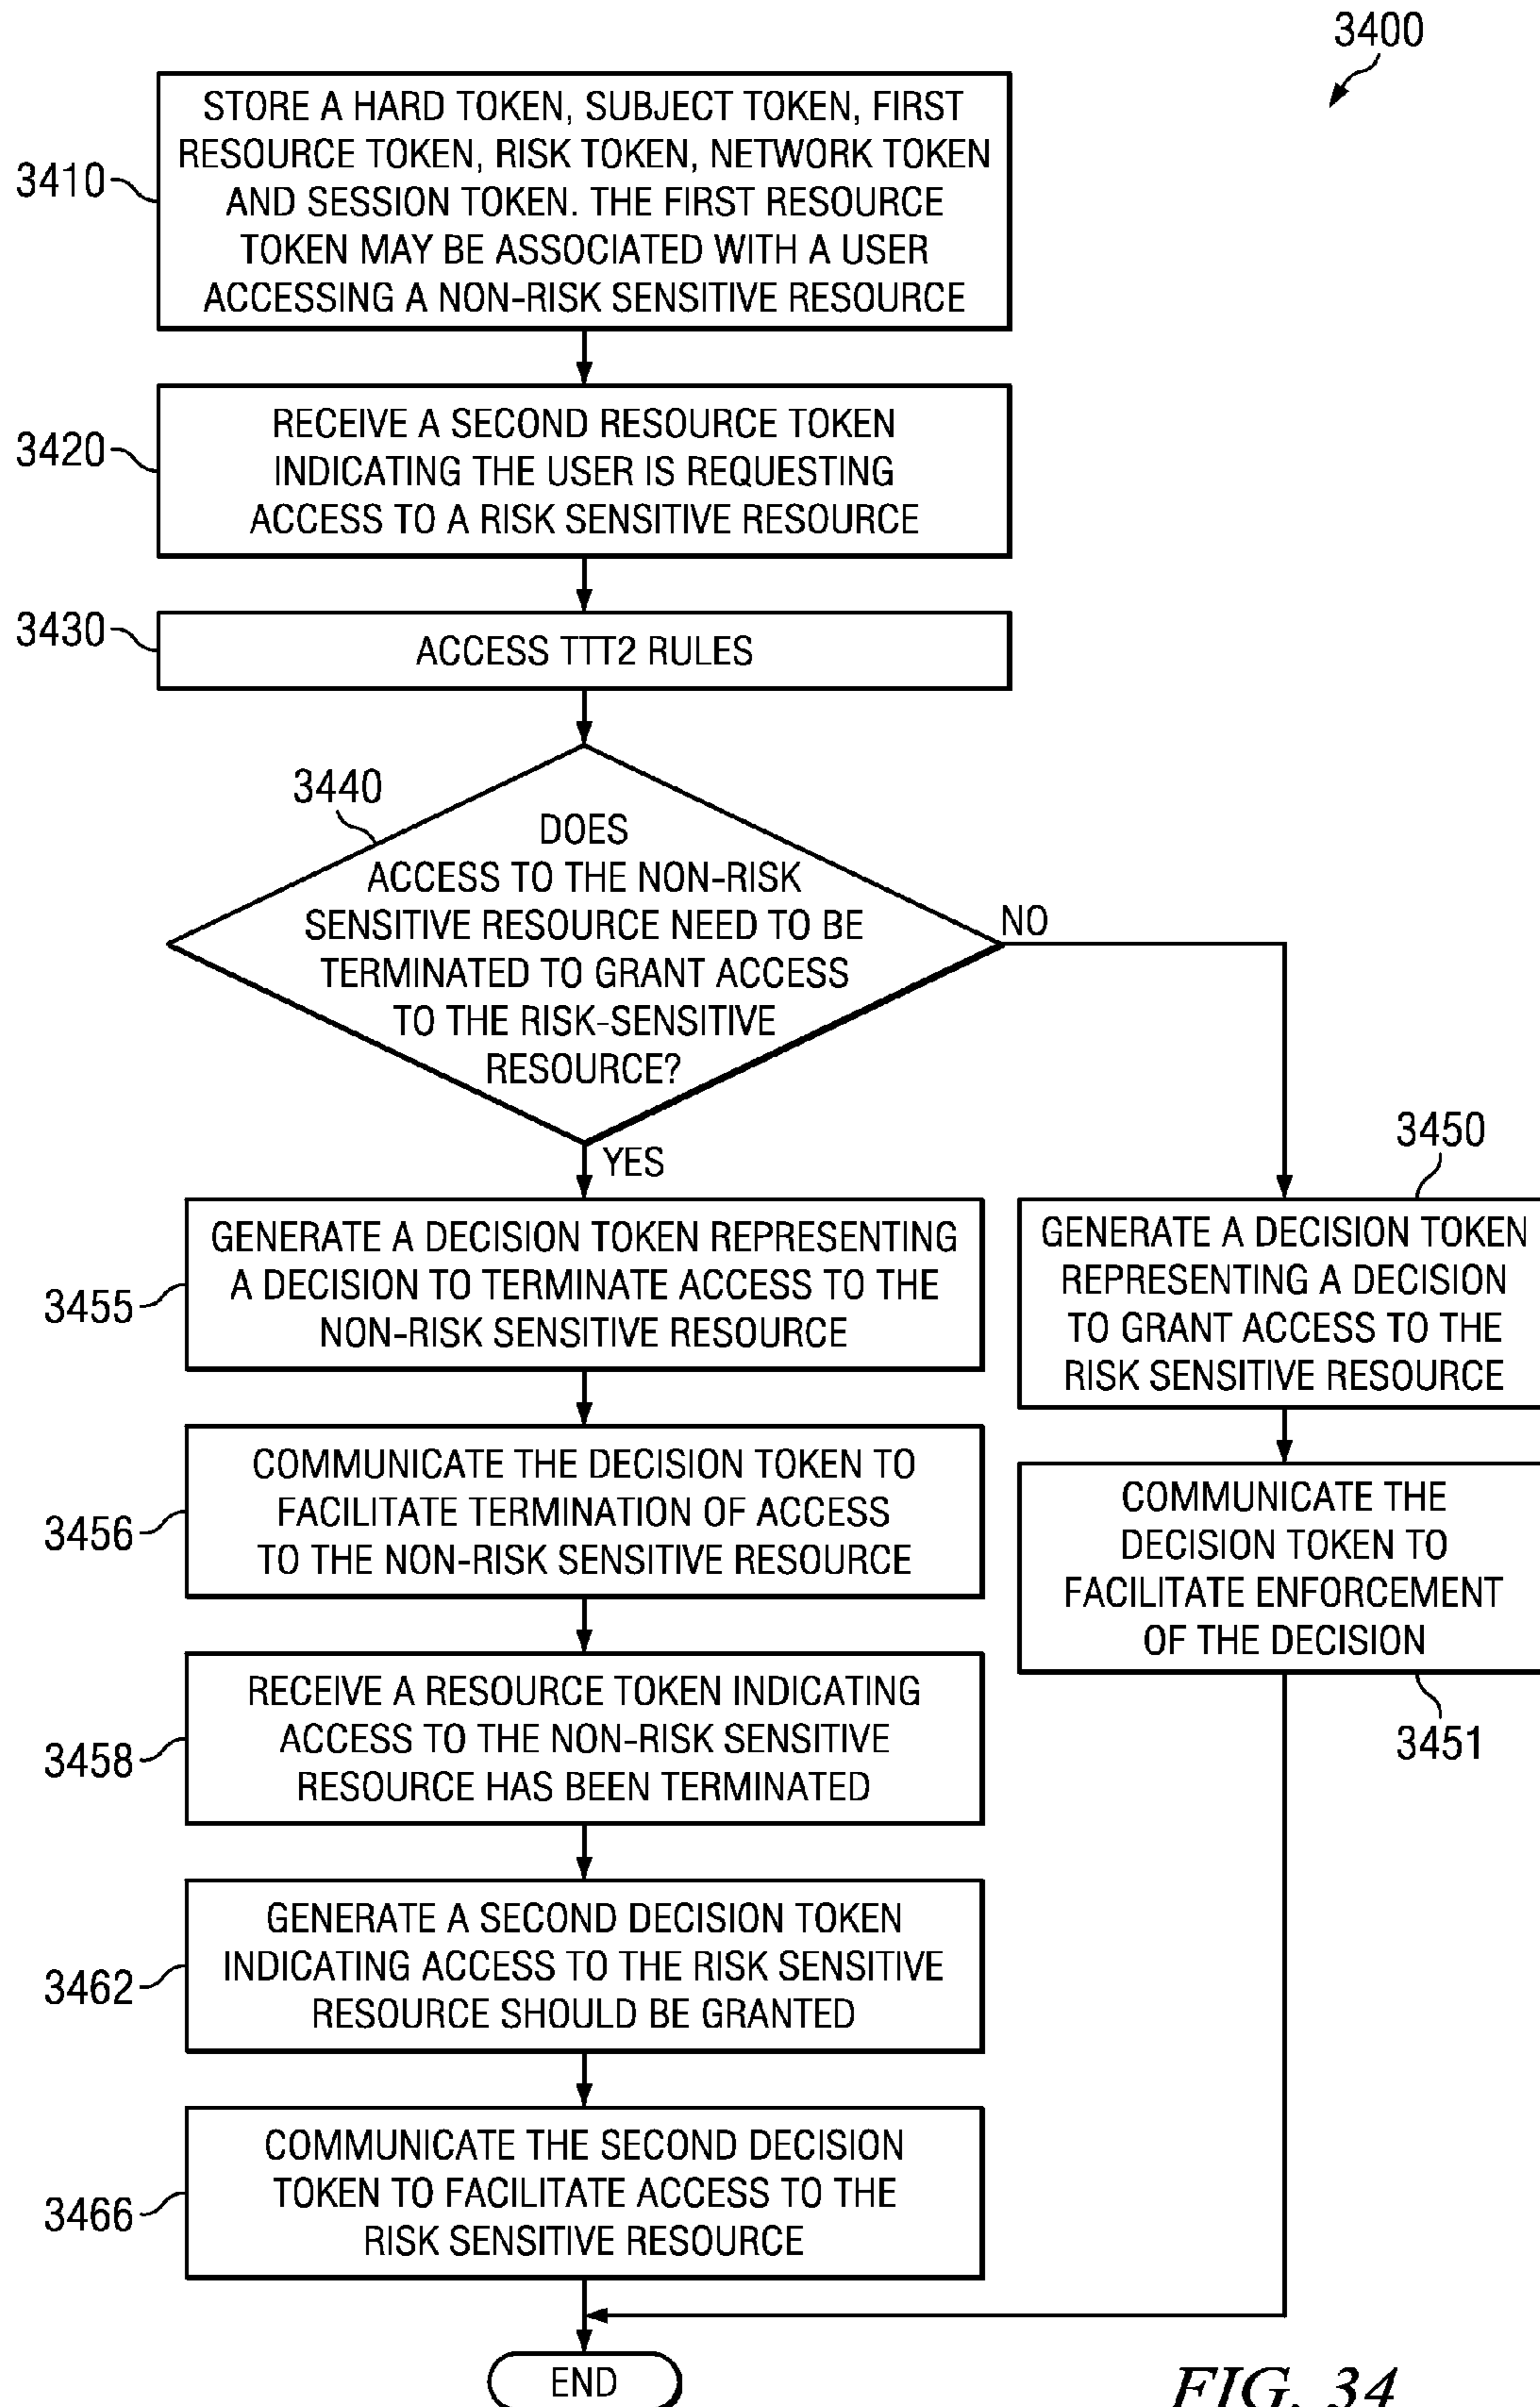 3400
3410
STORE A HARD TOKEN, SUBJECT TOKEN, FIRST
RESOURCE TOKEN, RISK TOKEN, NETWORK TOKEN
AND SESSION TOKEN. THE FIRST RESOURCE
TOKEN MAY BE ASSOCIATED WITH A USER
ACCESSING A NON-RISK SENSITIVE RESOURCE
3420
RECEIVE A SECOND RESOURCE TOKEN
INDICATING THE USER IS REQUESTING
ACCESS TO A RISK SENSITIVE RESOURCE
3430
ACCESS TTT2 RULES
3440
DOES
ACCESS TO THE NON-RISK
SENSITIVE RESOURCE NEED TO BE
TERMINATED TO GRANT ACCESS
TO THE RISK-SENSITIVE
RESOURCE?
NO
YES
3455
GENERATE A DECISION TOKEN REPRESENTING
A DECISION TO TERMINATE ACCESS TO THE
NON-RISK SENSITIVE RESOURCE
3456
COMMUNICATE THE DECISION TOKEN TO
FACILITATE TERMINATION OF ACCESS
TO THE NON-RISK SENSITIVE RESOURCE
3458
RECEIVE A RESOURCE TOKEN INDICATING
ACCESS TO THE NON-RISK SENSITIVE
RESOURCE HAS BEEN TERMINATED
3462
GENERATE A SECOND DECISION TOKEN
INDICATING ACCESS TO THE RISK SENSITIVE
RESOURCE SHOULD BE GRANTED
3466
COMMUNICATE THE SECOND DECISION
TOKEN TO FACILITATE ACCESS TO THE
RISK SENSITIVE RESOURCE
3450
GENERATE A DECISION TOKEN
REPRESENTING A DECISION
TO GRANT ACCESS TO THE
RISK SENSITIVE RESOURCE
COMMUNICATE THE
DECISION TOKEN TO
FACILITATE ENFORCEMENT
OF THE DECISION
3451
END
FIG. 34